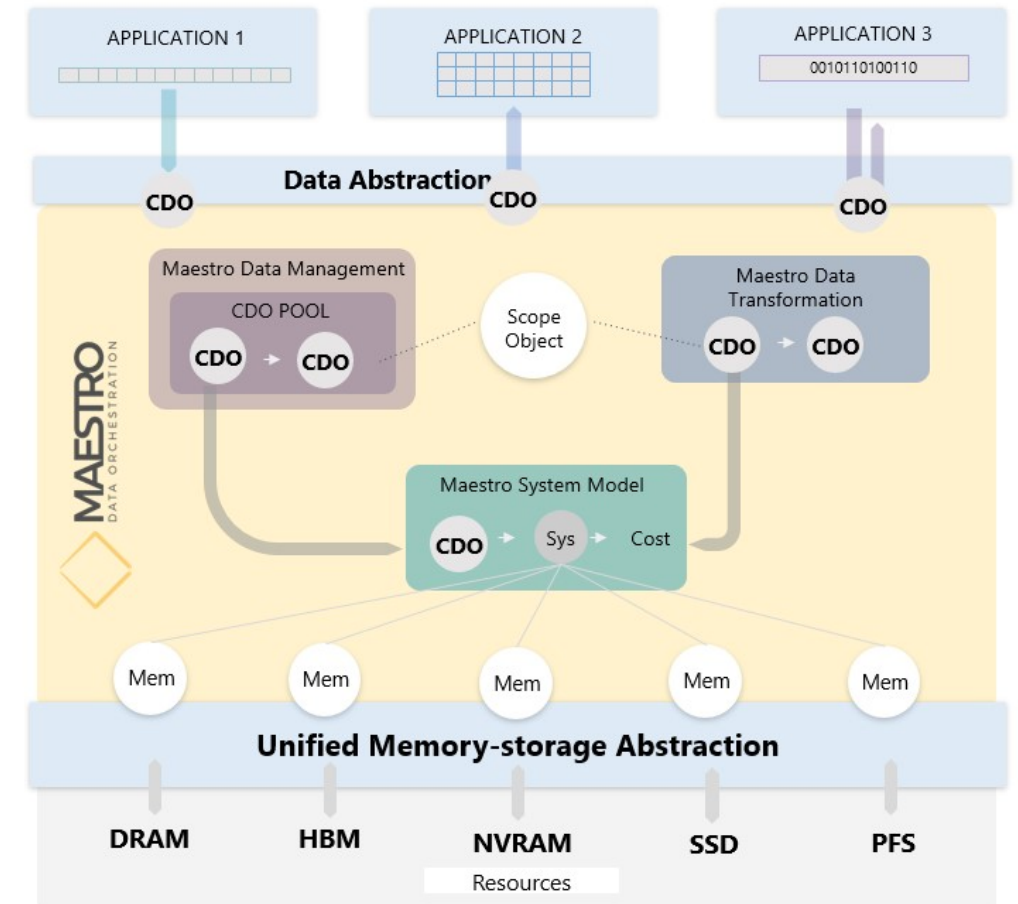 APPLICATION 1
APPLICATION 2
APPLICATION 3
0010110100110
Data Abstraction
CDO
CDO
CDO
Maestro Data Management
CDO POOL
CDO
CDO
Scope
Object
Maestro Data
Transformation
CDO
CDO
MAESTRO
DATA ORCHESTRATION
Maestro System Model
CDO
Sys
Cost
Mem
Mem
Mem
Mem
Mem
Unified Memory-storage Abstraction
DRAM
HBM
NVRAM
SSD
PFS
Resources